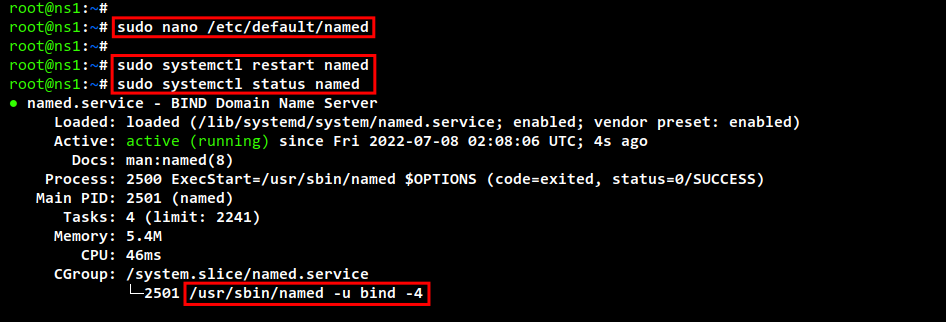 root@ns1:~#
root@ns1:~# sudo nano /etc/default/named
root@ns1:~#
root@ns1:~# sudo systemctl restart named
root@ns1:~# sudo systemctl status named
● named.service - BIND Domain Name Server
     Loaded: loaded (/lib/systemd/system/named.service; enabled; vendor preset: enabled)
     Active: active (running) since Fri 2022-07-08 02:08:06 UTC; 4s ago
       Docs: man:named(8)
    Process: 2500 ExecStart=/usr/sbin/named $OPTIONS (code=exited, status=0/SUCCESS)
   Main PID: 2501 (named)
      Tasks: 4 (limit: 2241)
     Memory: 5.4M
        CPU: 46ms
     CGroup: /system.slice/named.service
             └─2501 /usr/sbin/named -u bind -4